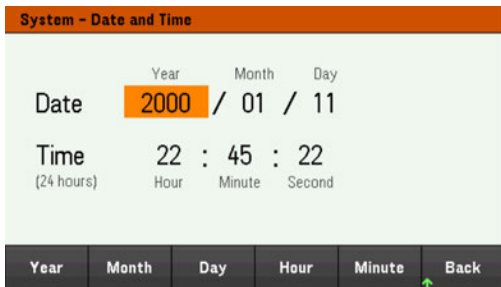 System - Date and Time
Year Month Day
Date 2000 / 01 / 11
Time 22 : 45 : 22
(24 hours) Hour Minute Second
Year Month Day Hour Minute Back